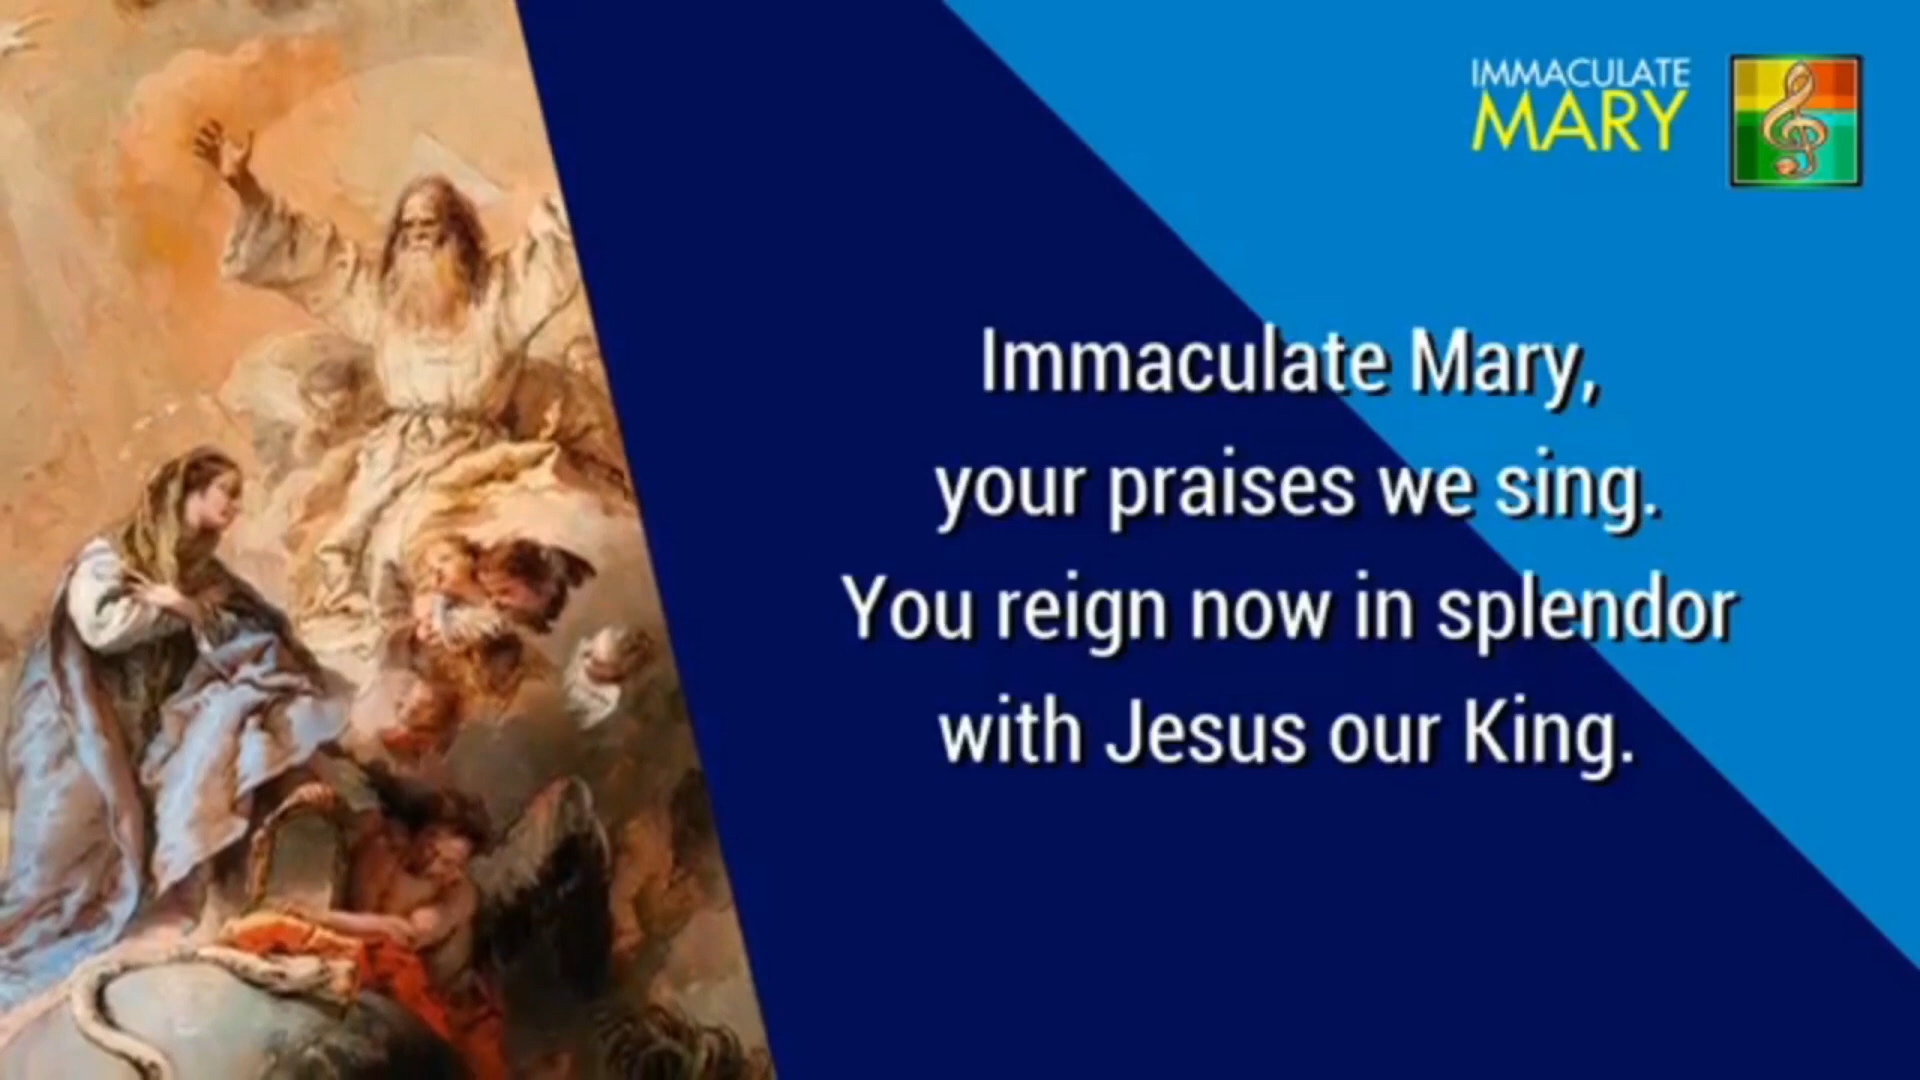 IMMACULATE
MARY
Immaculate Mary,
your praises we sing.
You reign now in splendor
with Jesus our King.